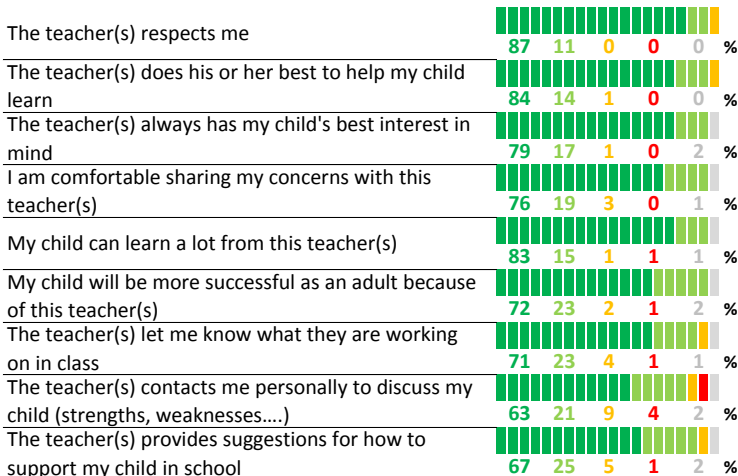 The teacher(s) respects me
87 11 0 0 0 %
The teacher(s) does his or her best to help my child
learn
84 14 1 0 0 %
The teacher(s) always has my child's best interest in
mind
79 17 1 0 2 %
I am comfortable sharing my concerns with this
teacher(s)
76 19 3 0 1 %
My child can learn a lot from this teacher(s)
83 15 1 1 1 %
My child will be more successful as an adult because
of this teacher(s)
72 23 2 1 2 %
The teacher(s) let me know what they are working
on in class
71 23 4 1 1 %
The teacher(s) contacts me personally to discuss my
child (strengths, weaknesses....)
63 21 9 4 2 %
The teacher(s) provides suggestions for how to
support my child in school
67 25 5 1 2 %